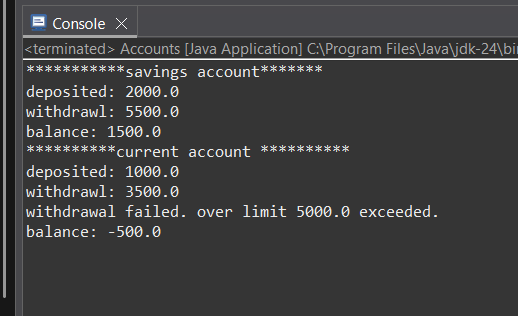 Console
<terminated> Accounts [Java Application] C:\Program Files\Java\jdk-24\bin
***********savings account*******
deposited: 2000.0
withdrawl: 5500.0
balance: 1500.0
**********current account **********
deposited: 1000.0
withdrawl: 3500.0
withdrawal failed. over limit 5000.0 exceeded.
balance: -500.0